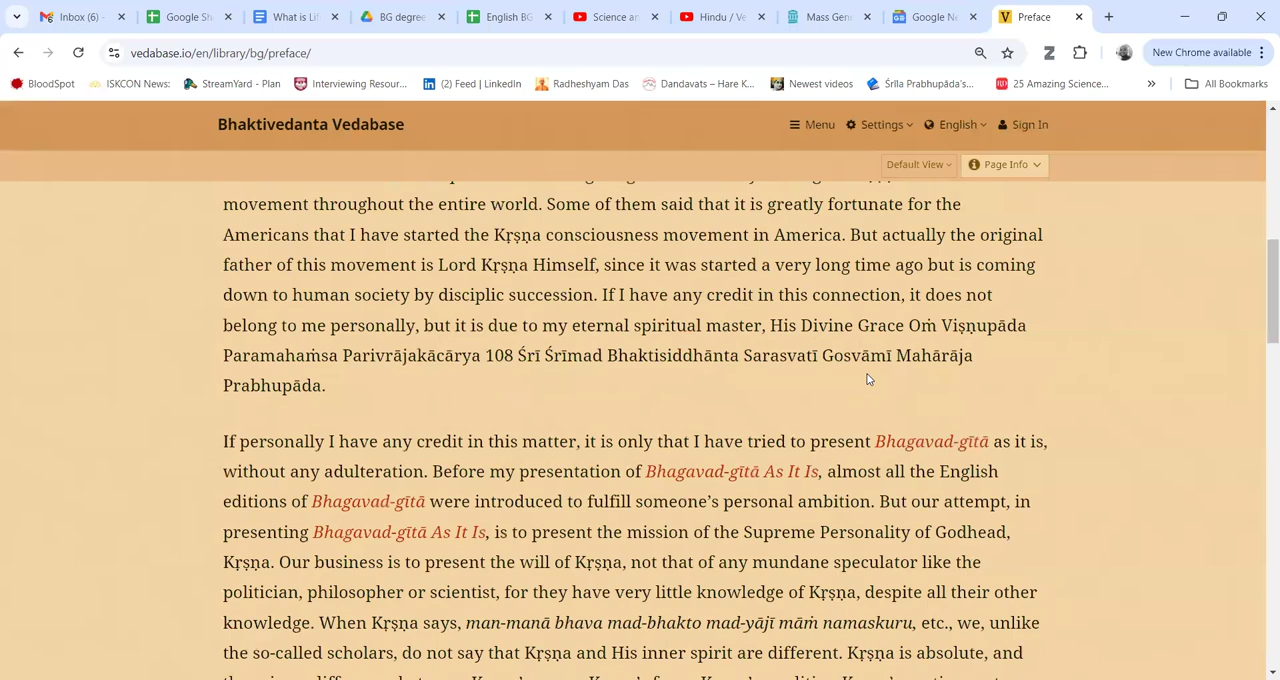 Inbox (6) -
Google Sh
What is Lif
BG degree
English BG
Science an
Hindu / Ve
Mass Gen
Google Ne
Preface
vedabase.io/en/library/bg/preface/
New Chrome available
BloodSpot
ISKCON News:
StreamYard - Plan
Interviewing Resour...
(2) Feed | LinkedIn
Radheshyam Das
Dandavats – Hare K...
Newest videos
Śrīla Prabhupāda's...
25 Amazing Science...
»
All Bookmarks
Bhaktivedanta Vedabase
Menu
Settings
English
Sign In
Default View
Page Info
movement throughout the entire world. Some of them said that it is greatly fortunate for the
Americans that I have started the Kṛṣṇa consciousness movement in America. But actually the original
father of this movement is Lord Kṛṣṇa Himself, since it was started a very long time ago but is coming
down to human society by disciplic succession. If I have any credit in this connection, it does not
belong to me personally, but it is due to my eternal spiritual master, His Divine Grace Oṁ Viṣṇupāda
Paramahaṁsa Parivrājakācārya 108 Śrī Śrīmad Bhaktisiddhānta Sarasvatī Gosvāmī Mahārāja
Prabhupāda.
If personally I have any credit in this matter, it is only that I have tried to present Bhagavad-gītā as it is,
without any adulteration. Before my presentation of Bhagavad-gītā As It Is, almost all the English
editions of Bhagavad-gītā were introduced to fulfill someone's personal ambition. But our attempt, in
presenting Bhagavad-gītā As It Is, is to present the mission of the Supreme Personality of Godhead,
Kṛṣṇa. Our business is to present the will of Kṛṣṇa, not that of any mundane speculator like the
politician, philosopher or scientist, for they have very little knowledge of Kṛṣṇa, despite all their other
knowledge. When Kṛṣṇa says, man-manā bhava mad-bhakto mad-yājī māṁ namaskuru, etc., we, unlike
the so-called scholars, do not say that Kṛṣṇa and His inner spirit are different. Kṛṣṇa is absolute, and